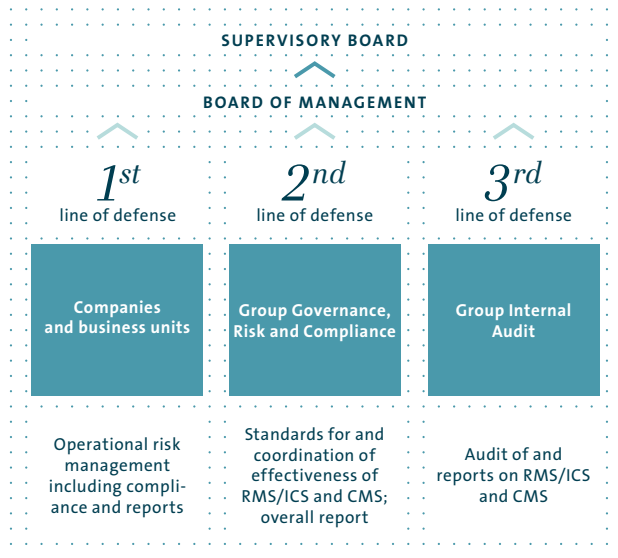 SUPERVISORY BOARD
BOARD OF MANAGEMENT
1st
line of defense
Companies
and business units
Operational risk
management
including compli-
ance and reports
2nd
line of defense
Group Governance,
Risk and Compliance
Standards for and
coordination of
effectiveness of
RMS/ICS and CMS;
overall report
3rd
line of defense
Group Internal
Audit
Audit of and
reports on RMS/ICS
and CMS